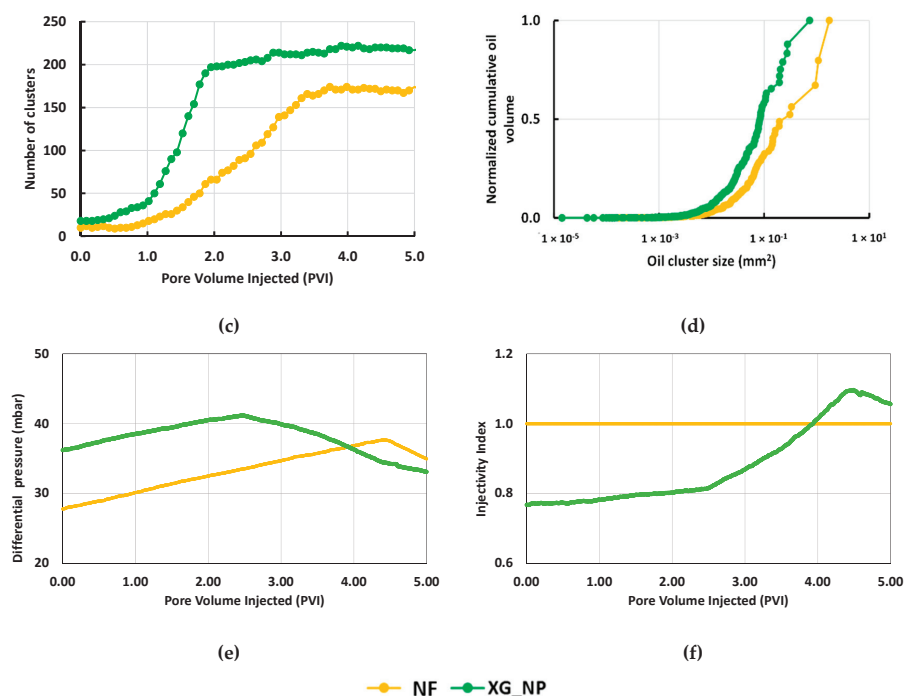 250
200
150
100
50
0
Number of clusters
0.0 1.0 2.0 3.0 4.0 5.0
Pore Volume Injected (PVI)
(c)
1.0
0.5
0.0
Normalized cumulative oil
volume
1 × 10-5 1 × 10-3 1 × 10-1 1 × 101
Oil cluster size (mm2)
(d)
50
40
30
20
Differential pressure (mbar)
0.00 1.00 2.00 3.00 4.00 5.00
Pore Volume Injected (PVI)
(e)
1.2
1.0
0.8
0.6
Injectivity Index
0.00 1.00 2.00 3.00 4.00 5.00
Pore Volume Injected (PVI)
(f)
NF XG_NP